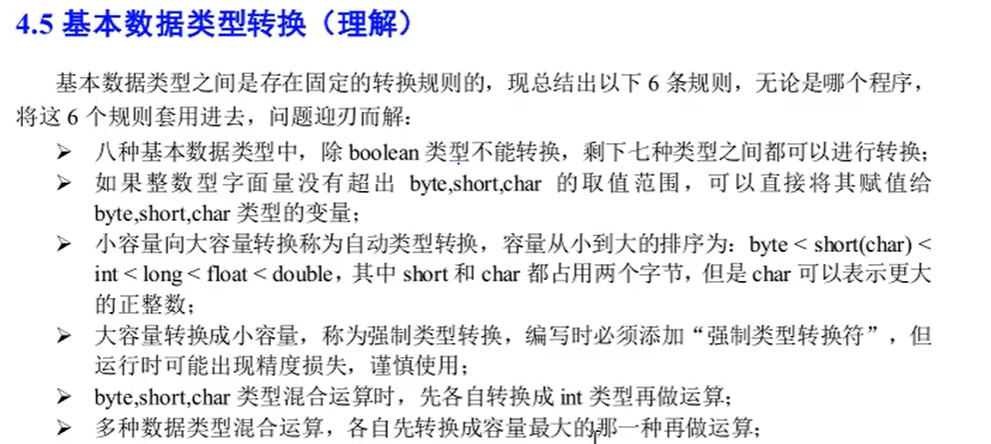 4.5 基本数据类型转换（理解）
基本数据类型之间是存在固定的转换规则的，现总结出以下 6 条规则，无论是哪个程序，
将这 6 个规则套用进去，问题迎刃而解：
➢ 八种基本数据类型中，除 boolean 类型不能转换，剩下七种类型之间都可以进行转换；
➢ 如果整数型字面量没有超出 byte,short,char 的取值范围，可以直接将其赋值给
byte,short,char 类型的变量；
➢ 小容量向大容量转换称为自动类型转换，容量从小到大的排序为：byte < short(char) <
int < long < float < double，其中 short 和 char 都占用两个字节，但是 char 可以表示更大
的正整数；
➢ 大容量转换成小容量，称为强制类型转换，编写时必须添加“强制类型转换符”，但
运行时可能出现精度损失，谨慎使用；
➢ byte,short,char 类型混合运算时，先各自转换成 int 类型再做运算；
➢ 多种数据类型混合运算，各自先转换成容量最大的那一种再做运算；